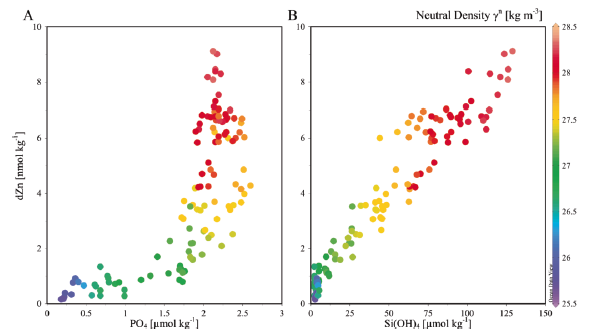 A
B
Neutral Density γⁿ [kg m⁻³]
10
8
6
4
2
0
dZn [nmol kg⁻¹]
0 0.5 1 1.5 2 2.5 3
PO₄ [µmol kg⁻¹]
10
8
6
4
2
0
0 25 50 75 100 125 150
Si(OH)₄ [µmol kg⁻¹]
28.5
28
27.5
27
26.5
26
25.5
Ocean Data View